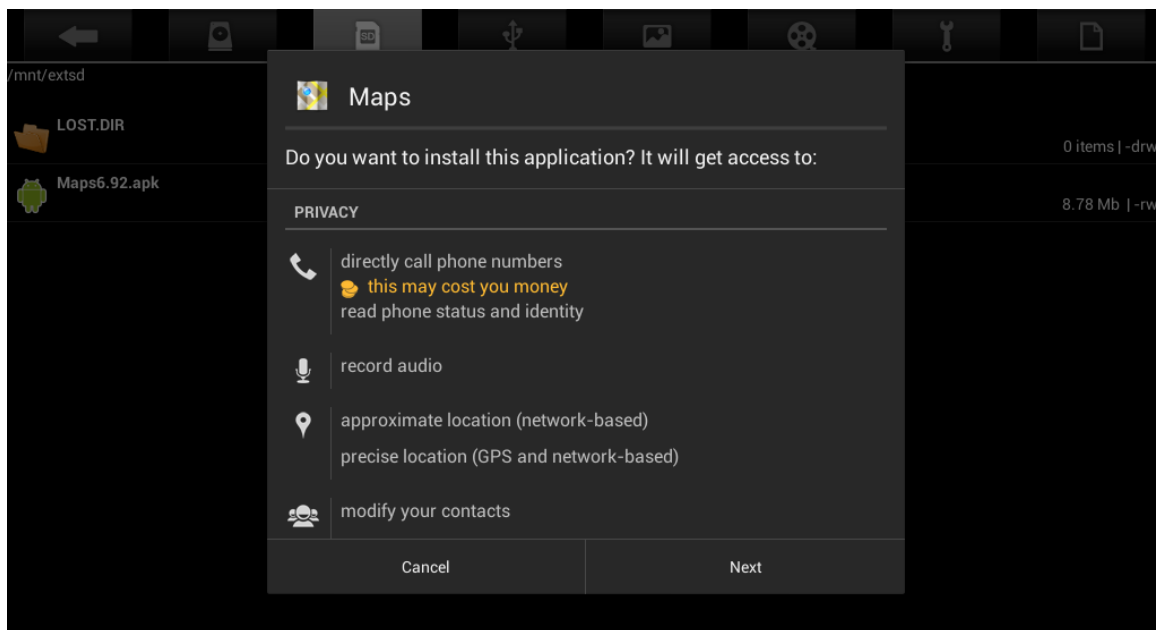 SD
/mnt/extsd
LOST.DIR
0 items | -drw
Maps6.92.apk
8.78 Mb | -rw
Maps
Do you want to install this application? It will get access to:
PRIVACY
directly call phone numbers
this may cost you money
read phone status and identity
record audio
approximate location (network-based)
precise location (GPS and network-based)
modify your contacts
Cancel
Next